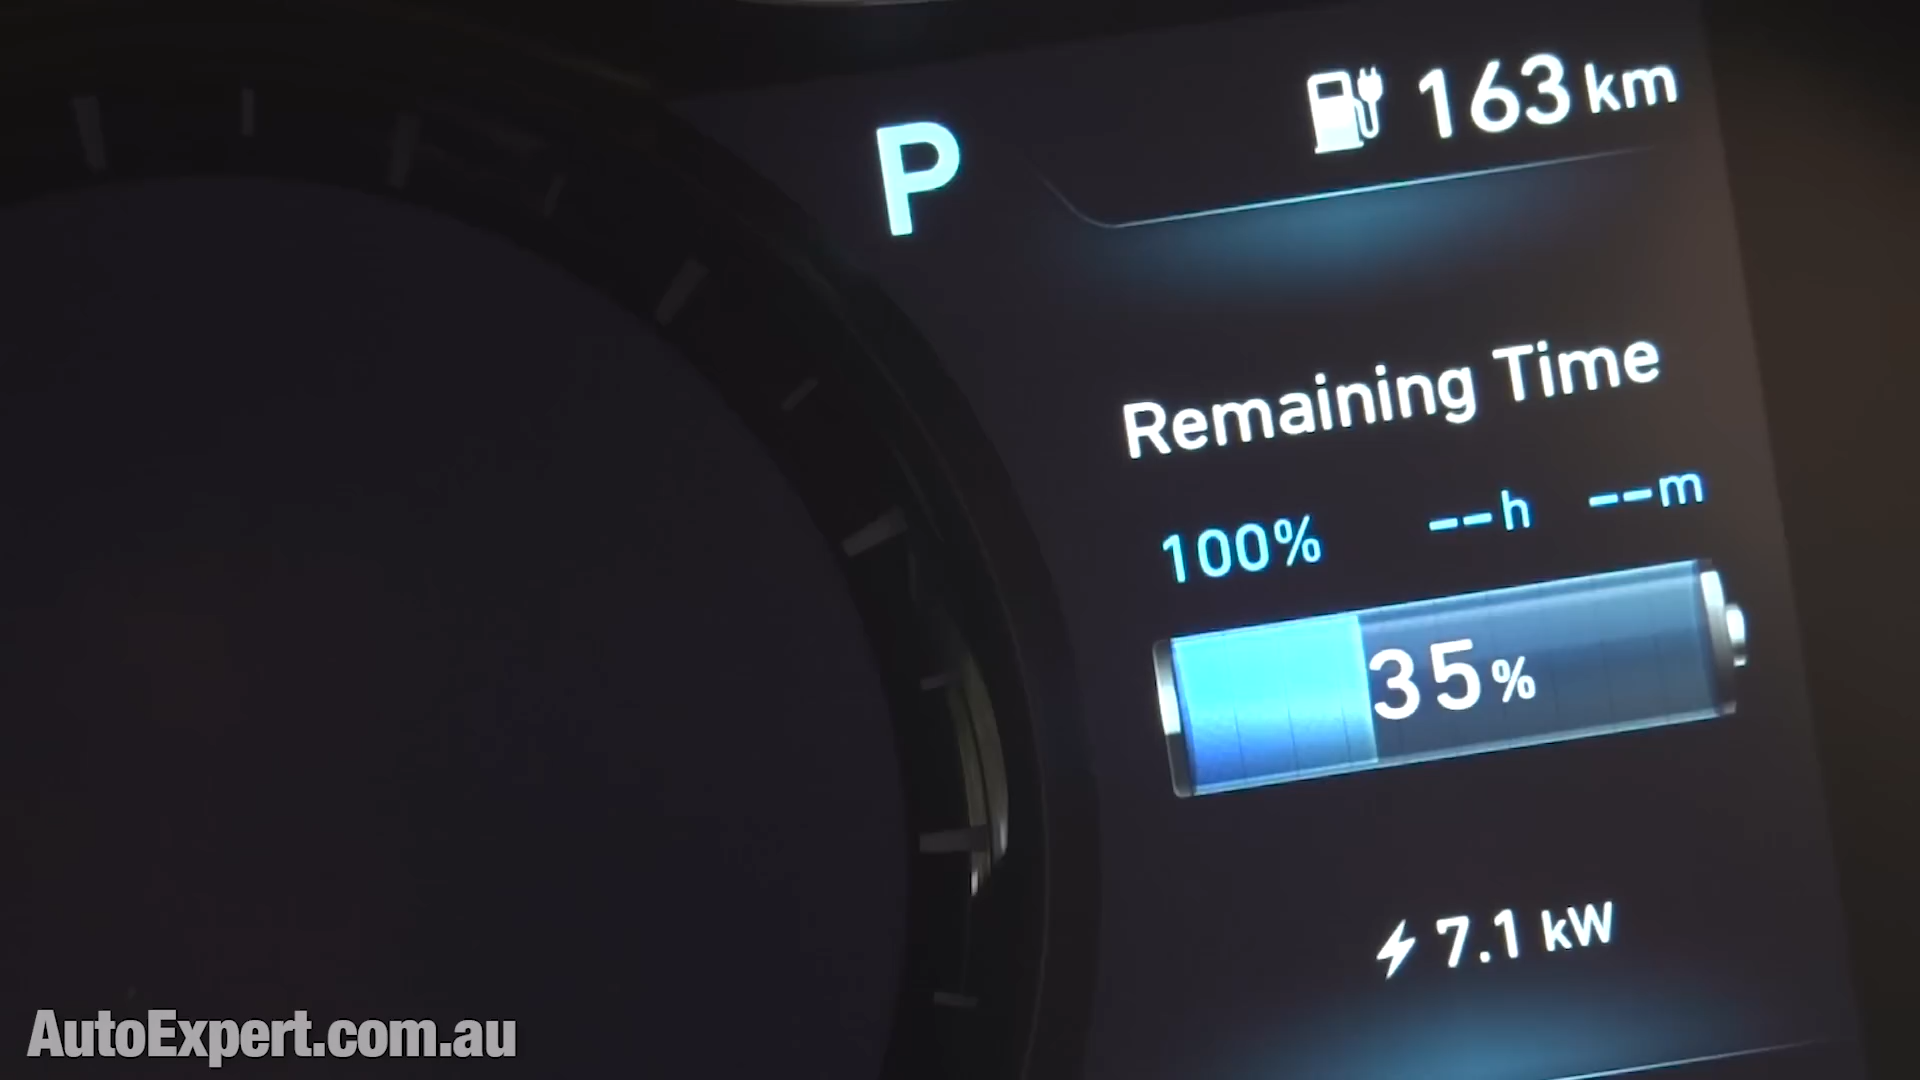 P
163 km
Remaining Time
100% --h --m
35%
7.1 kW
AutoExpert.com.au